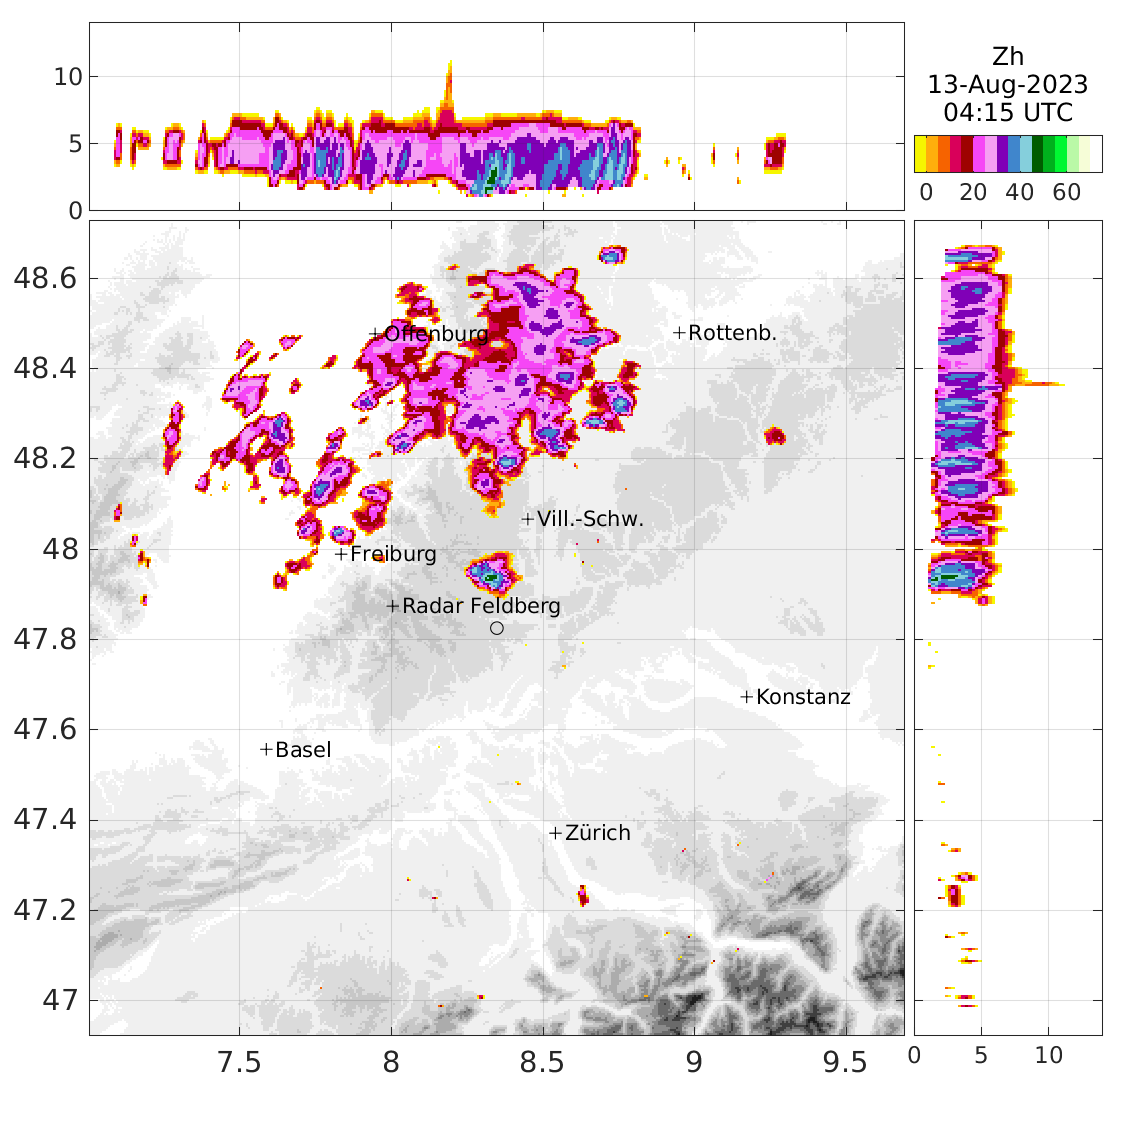 10
5
0
Zh
13-Aug-2023
04:15 UTC
0 20 40 60
48.6
48.4
48.2
48
47.8
47.6
47.4
47.2
47
Offenburg
Rottenb.
Vill.-Schw.
Freiburg
Radar Feldberg
Konstanz
Basel
Zürich
7.5 8 8.5 9 9.5
0 5 10